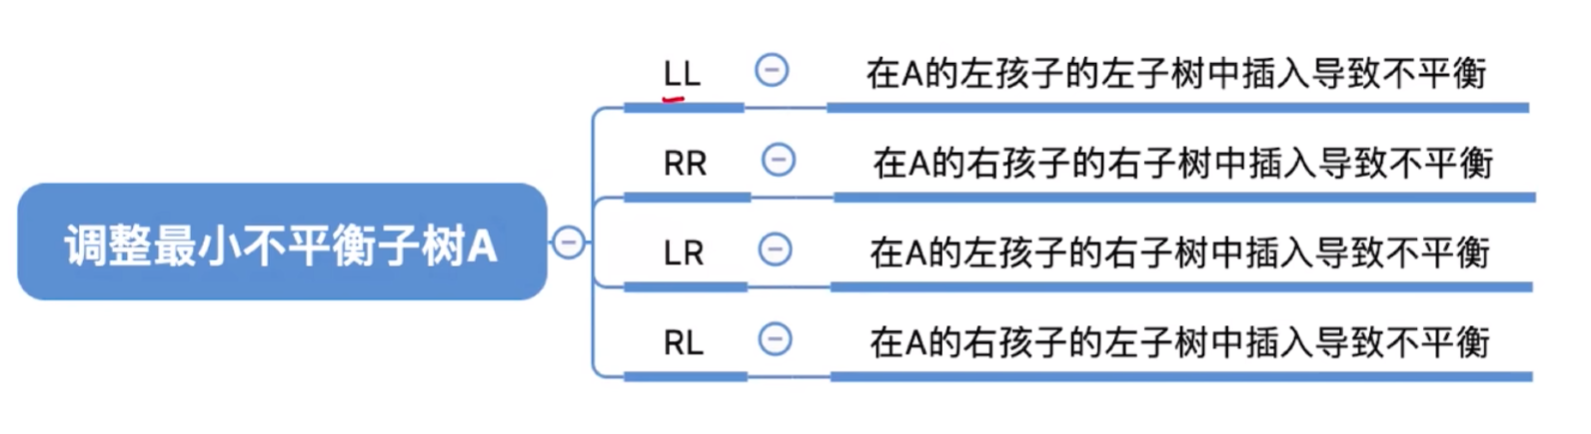 调整最小不平衡子树A
LL
在A的左孩子的左子树中插入导致不平衡
RR
在A的右孩子的右子树中插入导致不平衡
LR
在A的左孩子的右子树中插入导致不平衡
RL
在A的右孩子的左子树中插入导致不平衡